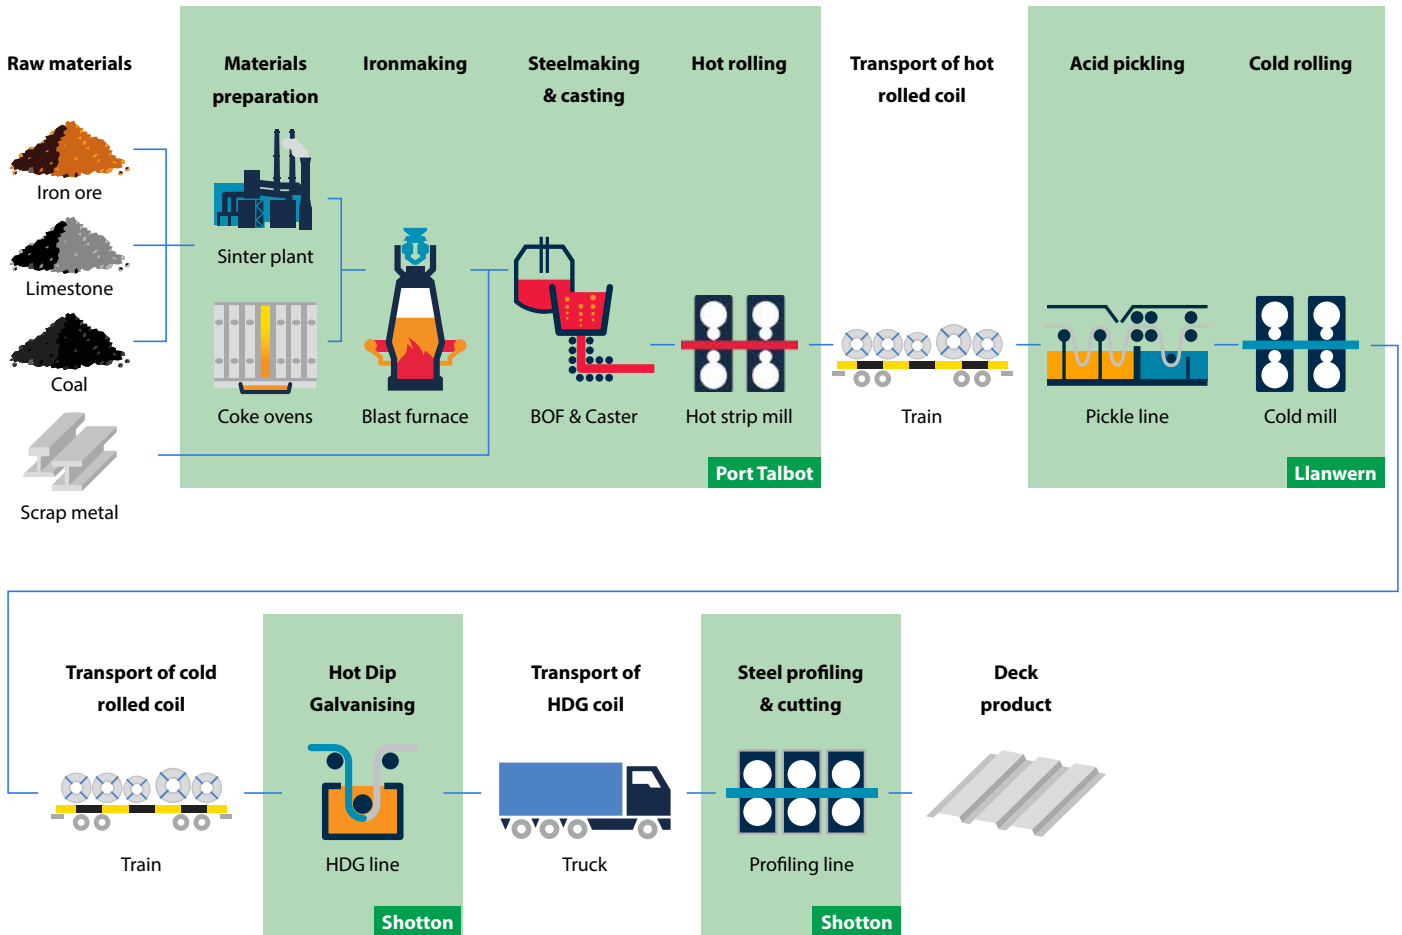 Raw materials
Materials
preparation
Ironmaking
Steelmaking
& casting
Hot rolling
Transport of hot
rolled coil
Acid pickling
Cold rolling
Iron ore
Limestone
Coal
Scrap metal
Sinter plant
Coke ovens
Blast furnace
BOF & Caster
Hot strip mill
Train
Pickle line
Cold mill
Port Talbot
Llanwern
Transport of cold
rolled coil
Hot Dip
Galvanising
Transport of
HDG coil
Steel profiling
& cutting
Deck
product
Train
HDG line
Truck
Profiling line
Shotton
Shotton